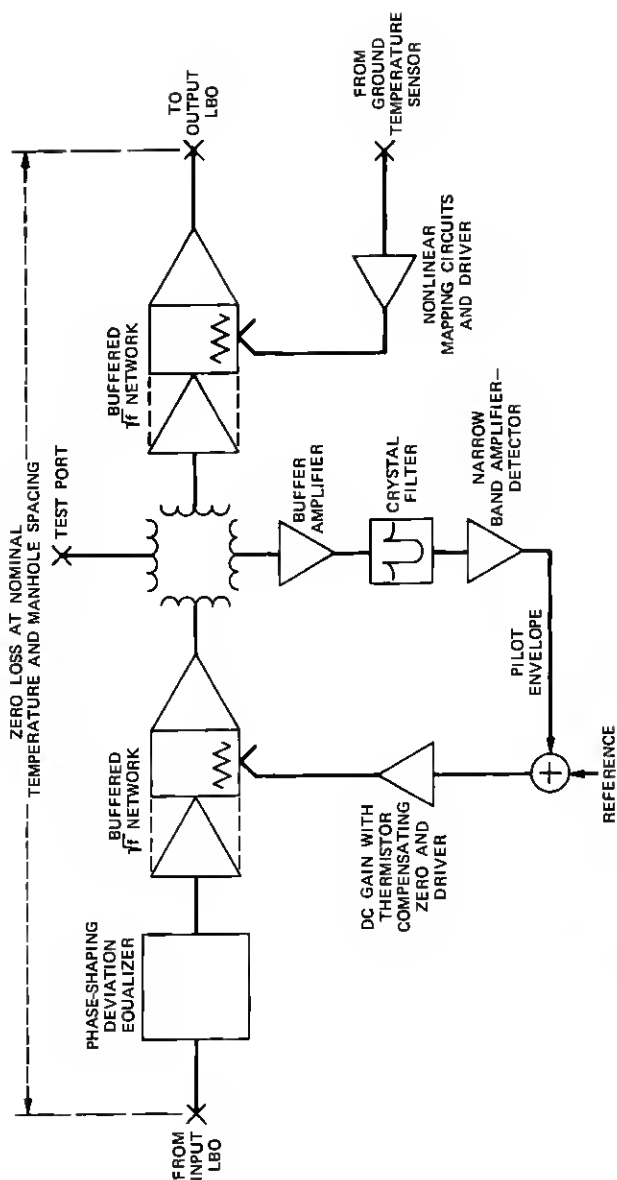 ZERO LOSS AT NOMINAL
TEMPERATURE AND MANHOLE SPACING
TEST PORT
FROM
INPUT
LBO
PHASE-SHAPING
DEVIATION
EQUALIZER
BUFFERED
√f NETWORK
BUFFERED
√f NETWORK
TO
OUTPUT
LBO
BUFFER
AMPLIFIER
CRYSTAL
FILTER
NARROW
BAND AMPLIFIER-
DETECTOR
PILOT
ENVELOPE
+
REFERENCE
DC GAIN WITH
THERMISTOR
COMPENSATING
ZERO AND
DRIVER
NONLINEAR
MAPPING CIRCUITS
AND DRIVER
FROM
GROUND
TEMPERATURE
SENSOR